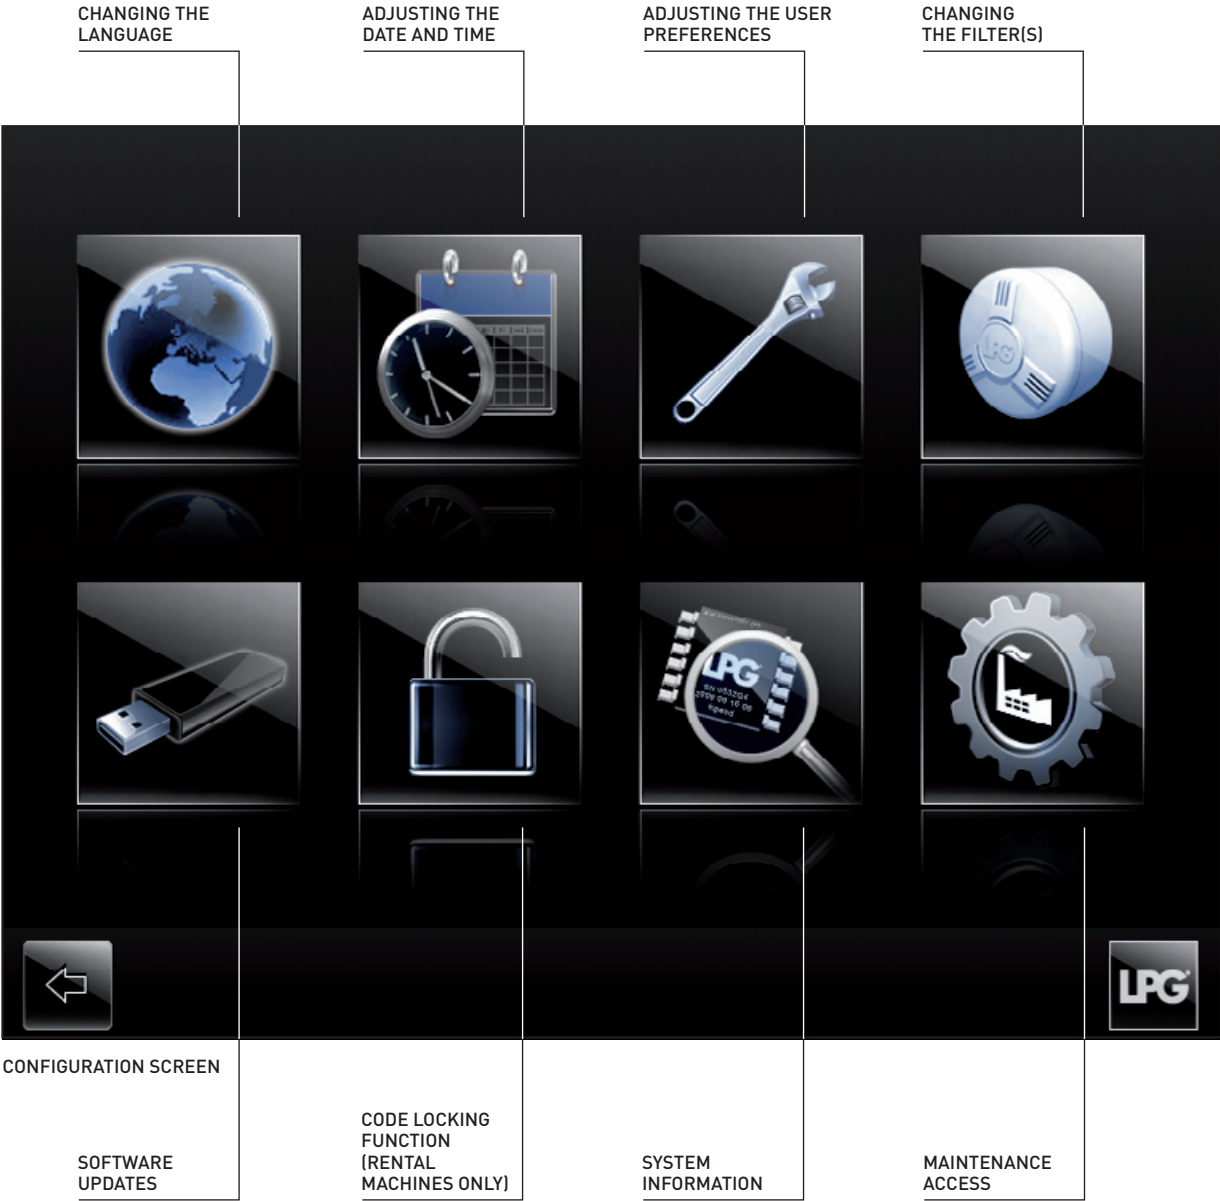 CHANGING THE
LANGUAGE
ADJUSTING THE
DATE AND TIME
ADJUSTING THE USER
PREFERENCES
CHANGING
THE FILTER(S)
LPG
LPG
LPG
CONFIGURATION SCREEN
SOFTWARE
UPDATES
CODE LOCKING
FUNCTION
(RENTAL
MACHINES ONLY)
SYSTEM
INFORMATION
MAINTENANCE
ACCESS